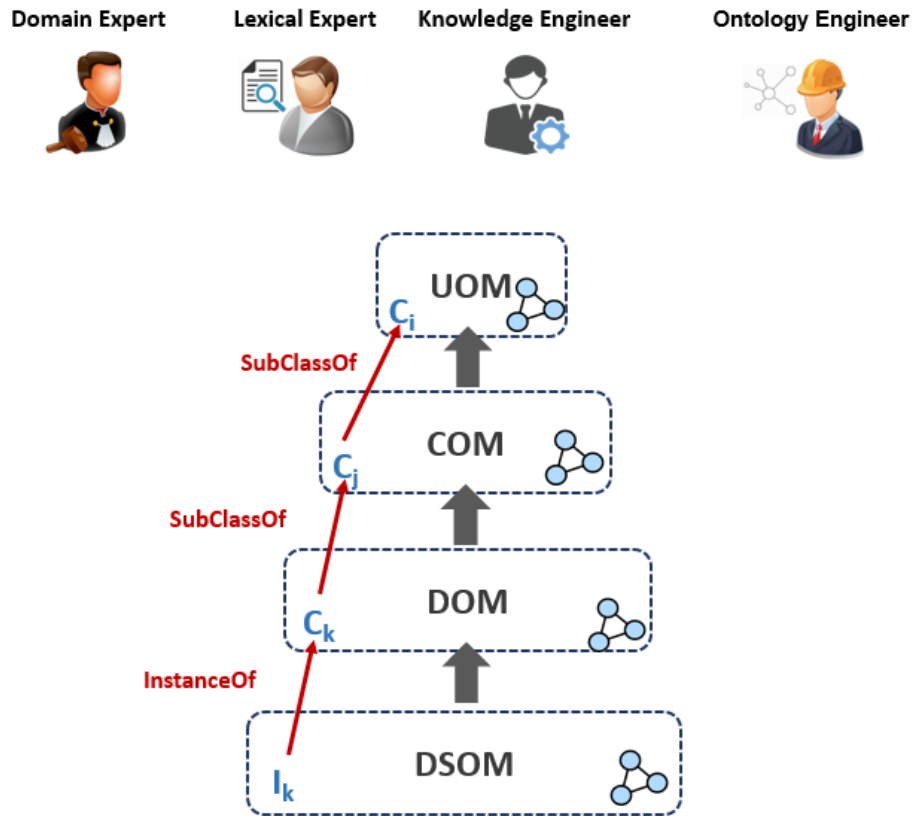 Domain Expert
Lexical Expert
Knowledge Engineer
Ontology Engineer
UOM
Ci
SubClassOf
COM
Cj
SubClassOf
DOM
Ck
InstanceOf
DSOM
Ik